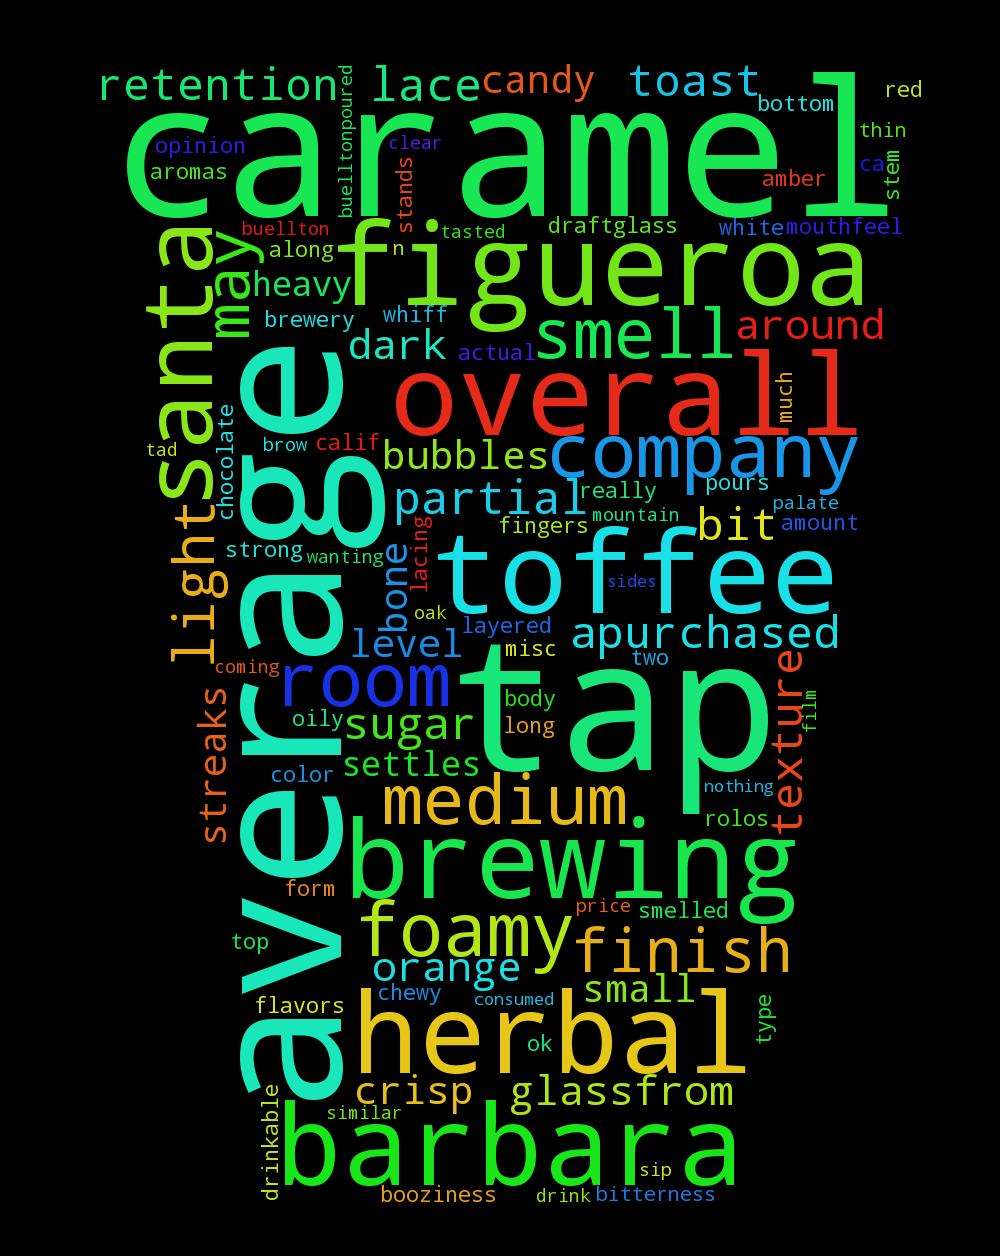 retention
lace
candy
toast
bottom
red
caramel
buelltonpoured
opinion
clear
thin
aromas
stands
amber
ca
stem
santa
may
buellton
tasted
draftglass
white
mouthfeel
along
n
figueroa
heavy
brewery
whiff
dark
actual
smell
around
average
overall
much
tad
chocolate
brow
calif
bubbles
company
light
partial
really
pours
palate
fingers
mountain
bit
amount
strong
wanting
bone
lacing
toffee
sides
oak
layered
apurchased
level
misc
two
coming
room
tap
texture
film
streaks
body
oily
sugar
long
settles
color
nothing
medium
rolos
brewing
form
price
smelled
foamy
top
finish
orange
chewy
consumed
small
flavors
type
herbal
ok
crisp
glassfrom
drinkable
similar
barbara
sip
booziness
drink
bitterness